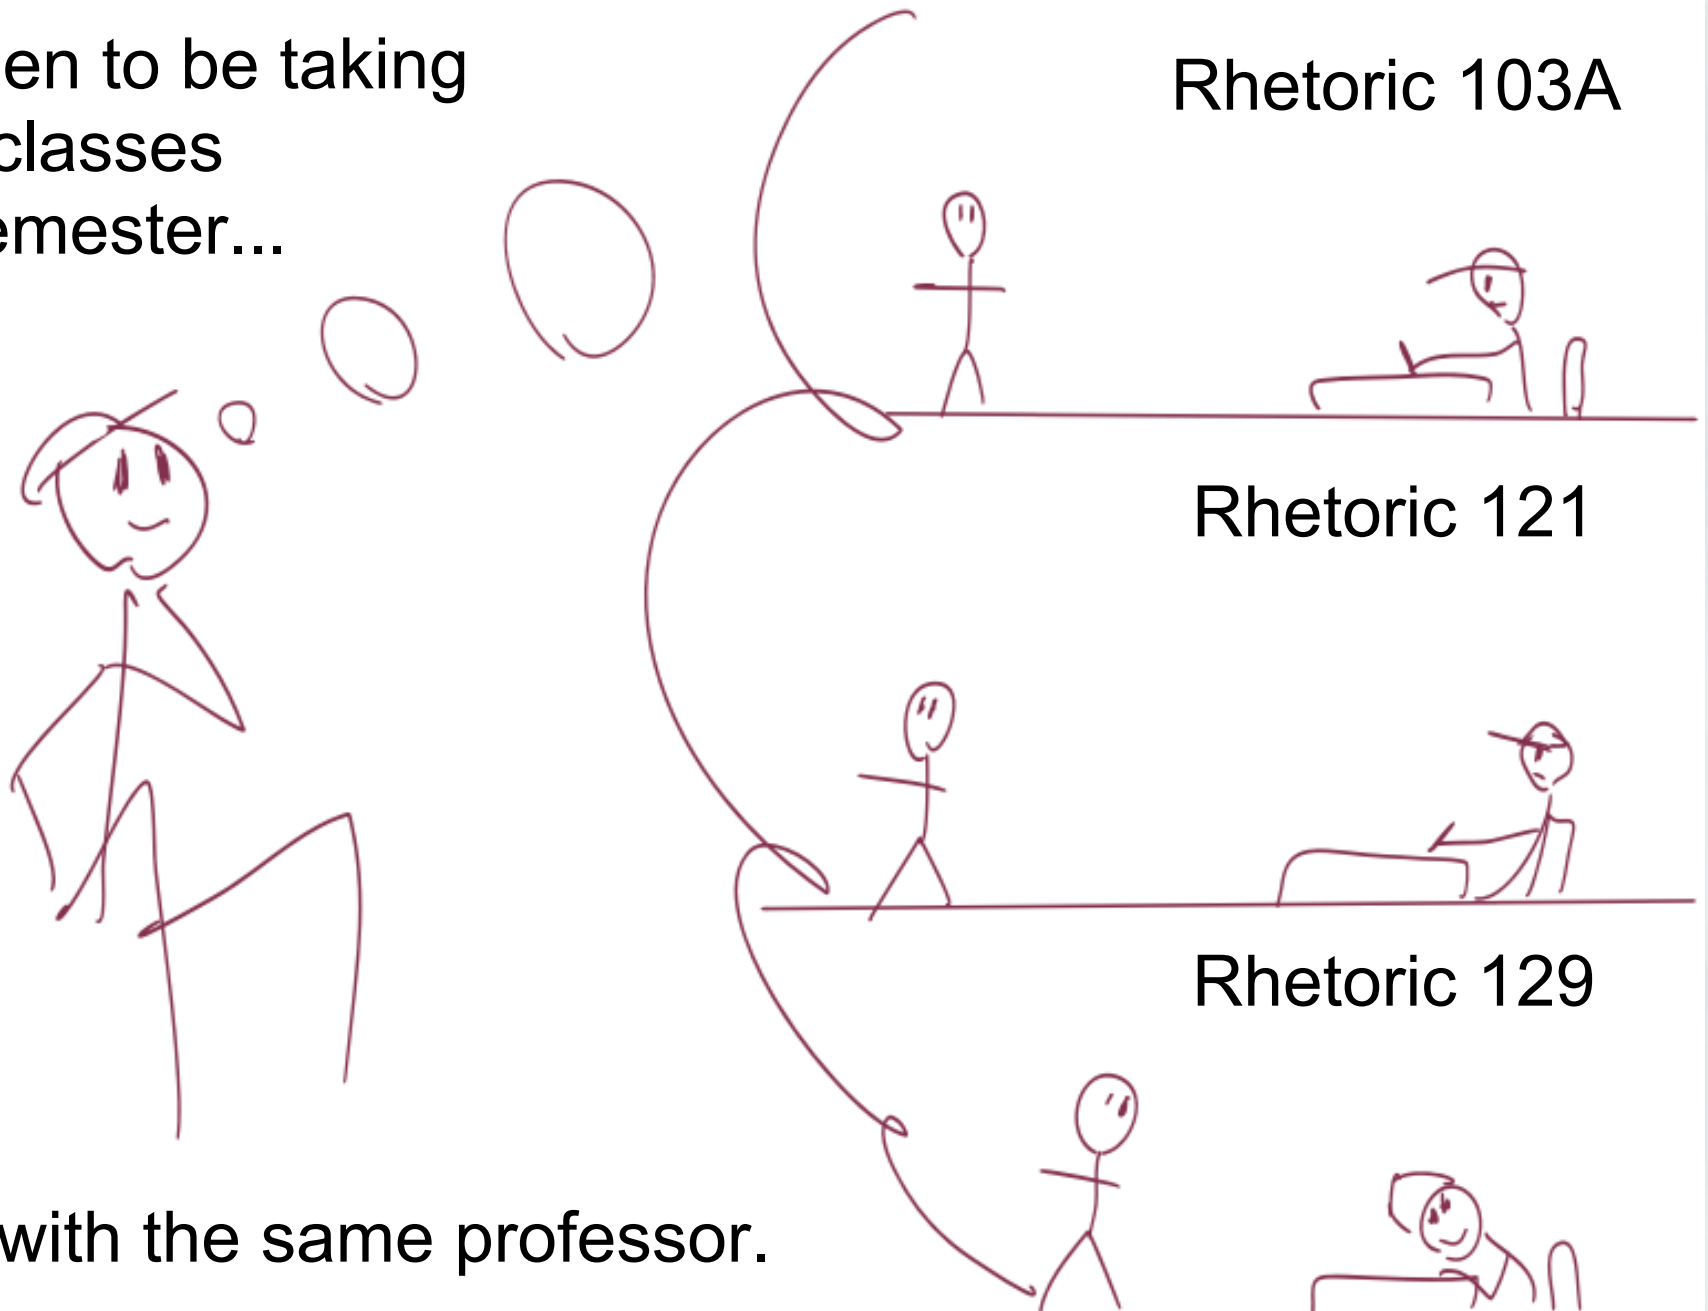 en to be taking
classes
emester...
Rhetoric 103A
Rhetoric 121
Rhetoric 129
with the same professor.